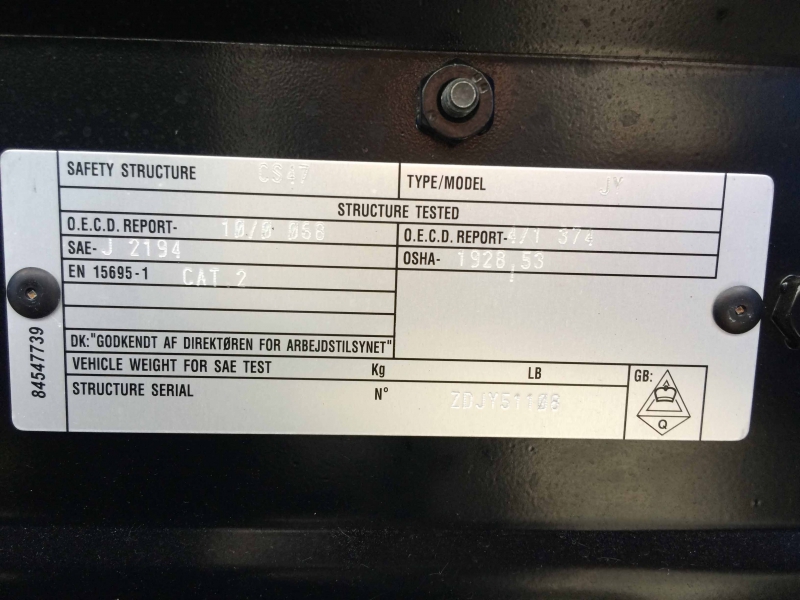 SAFETY STRUCTURE CS47
TYPE/MODEL JY
STRUCTURE TESTED
O.E.C.D. REPORT- 10/0 058
O.E.C.D. REPORT- 4/1 374
SAE- J 2194
OSHA- 1928,53
EN 15695-1 CAT 2
DK:"GODKENDT AF DIREKTØREN FOR ARBEJDSTILSYNET"
VEHICLE WEIGHT FOR SAE TEST Kg LB
STRUCTURE SERIAL N° ZDJY51108
GB:
Q
84547739